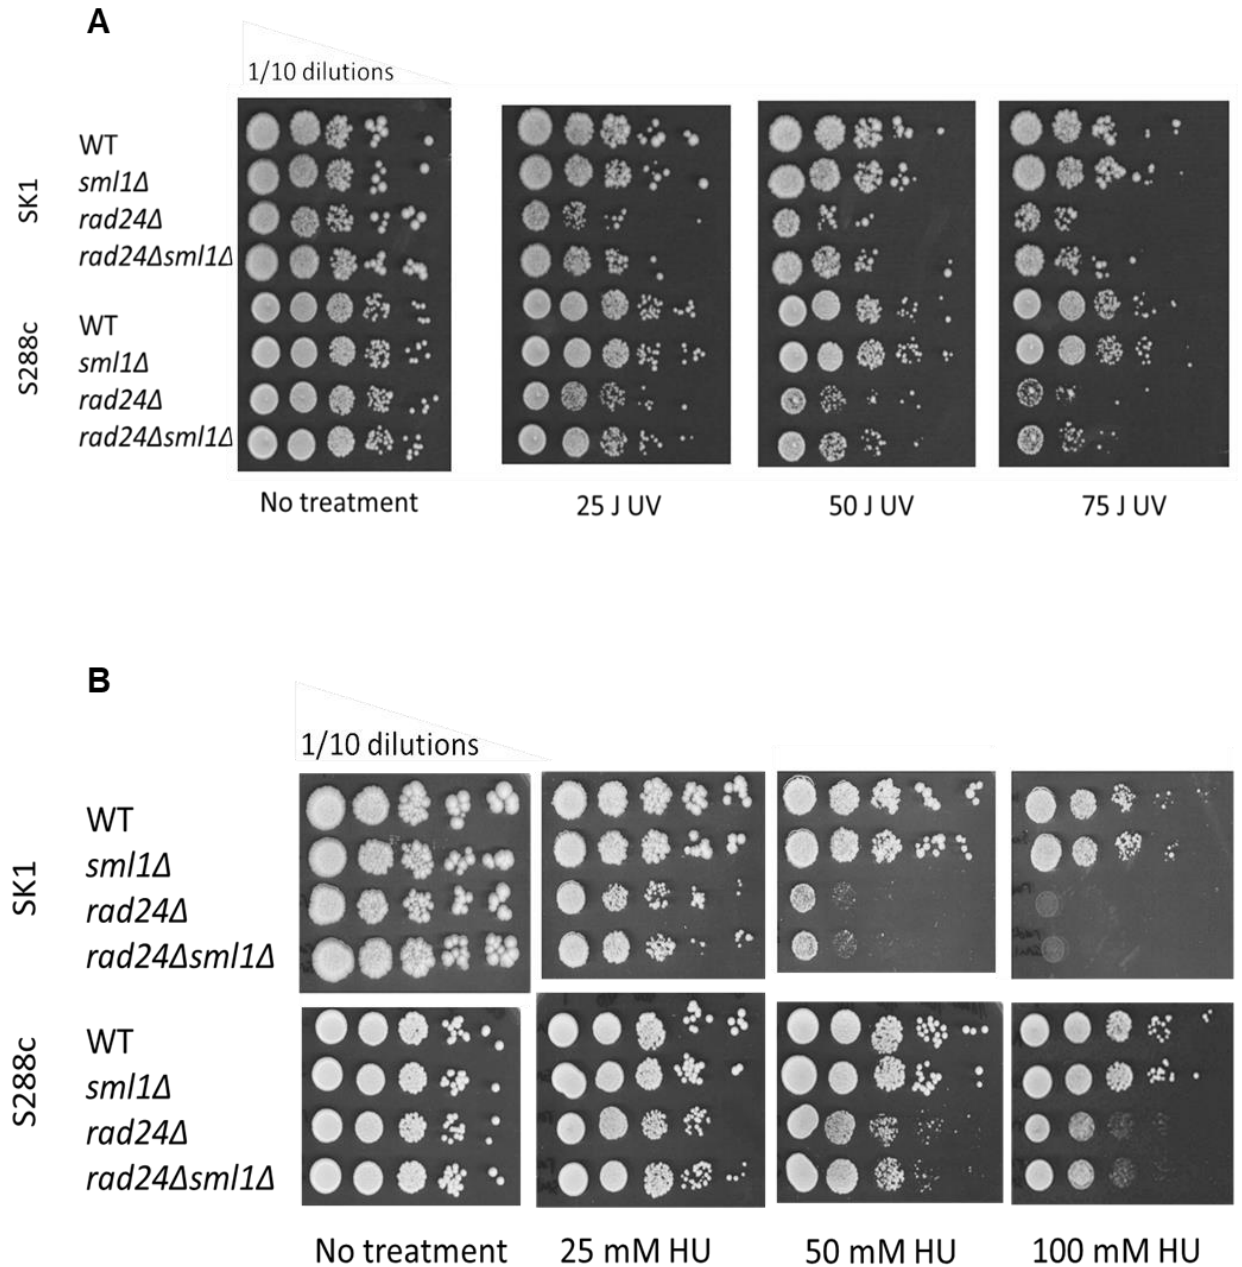 A
1/10 dilutions
SK1
WT
sml1Δ
rad24Δ
rad24Δsml1Δ
S288c
WT
sml1Δ
rad24Δ
rad24Δsml1Δ
No treatment
25 J UV
50 J UV
75 J UV
B
1/10 dilutions
SK1
WT
sml1Δ
rad24Δ
rad24Δsml1Δ
S288c
WT
sml1Δ
rad24Δ
rad24Δsml1Δ
No treatment
25 mM HU
50 mM HU
100 mM HU